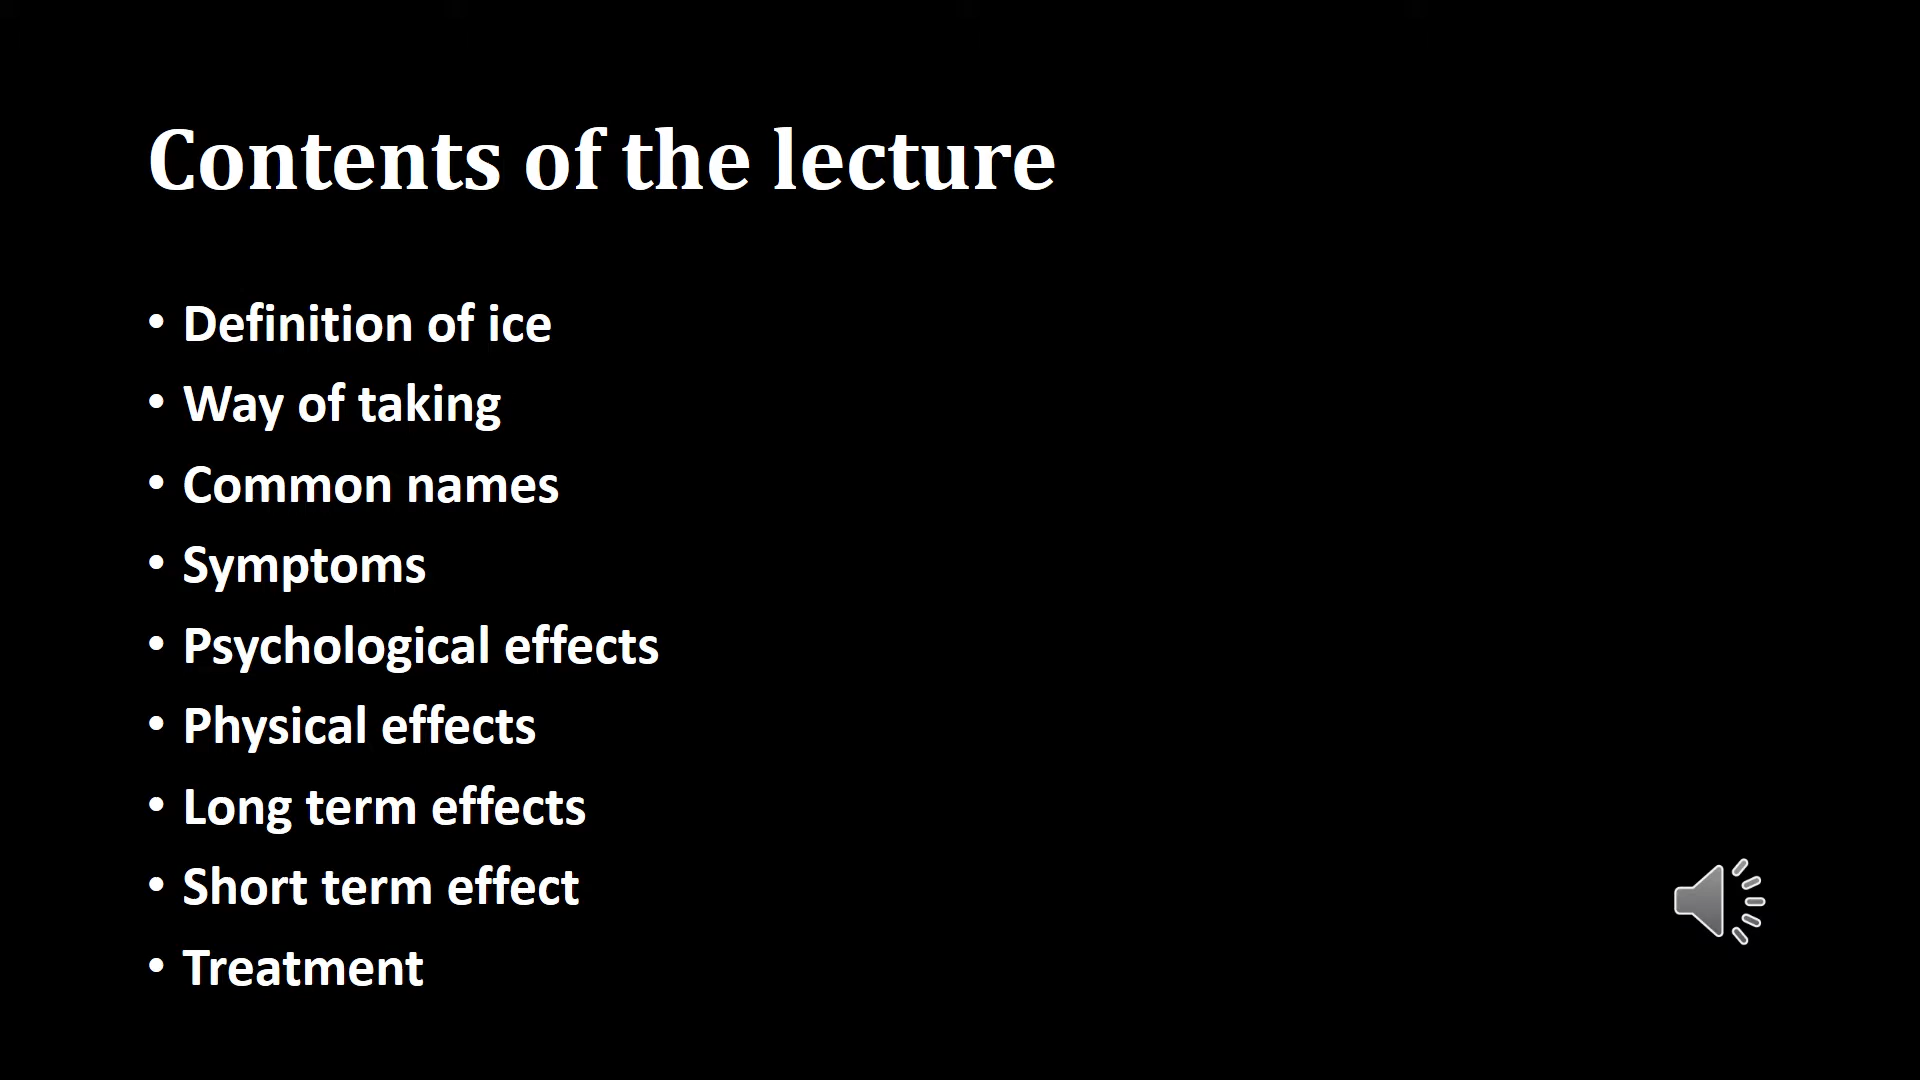 Contents of the lecture
• Definition of ice
• Way of taking
• Common names
• Symptoms
• Psychological effects
• Physical effects
• Long term effects
• Short term effect
• Treatment